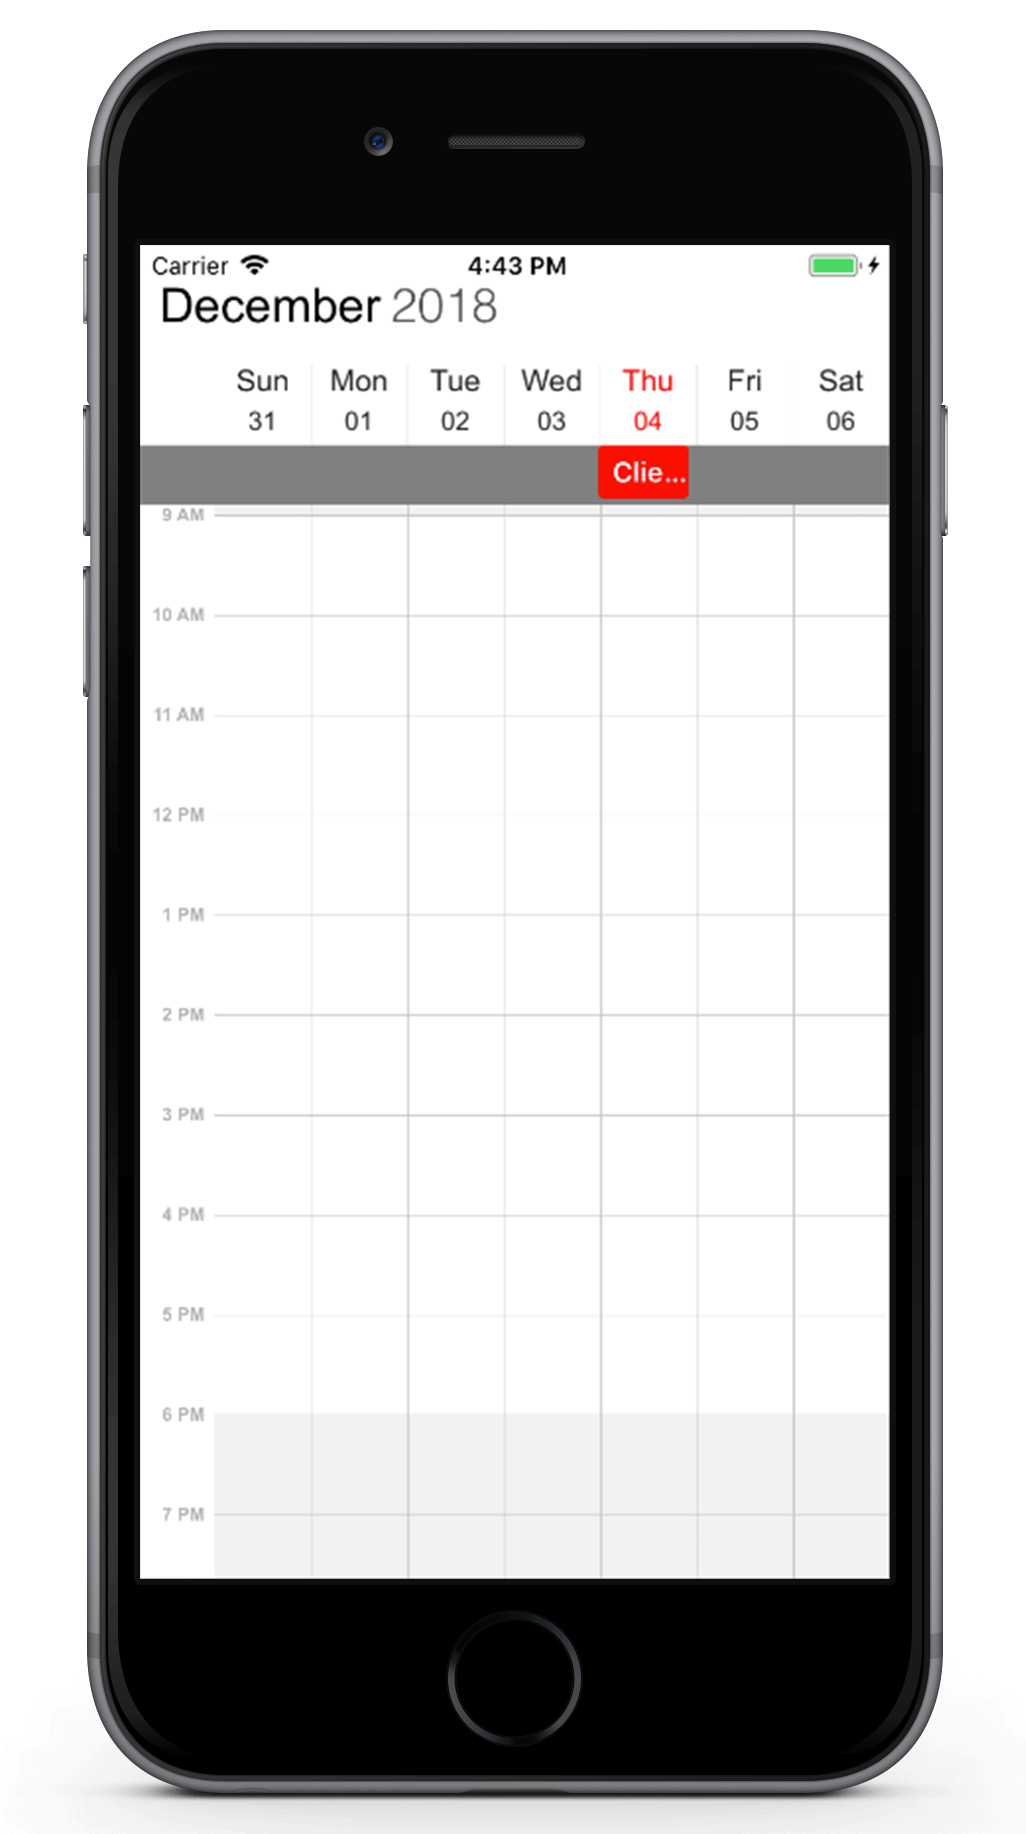 Carrier 4:43 PM
December 2018
Sun Mon Tue Wed Thu Fri Sat
31 01 02 03 04 05 06
Clie...
9 AM
10 AM
11 AM
12 PM
1 PM
2 PM
3 PM
4 PM
5 PM
6 PM
7 PM